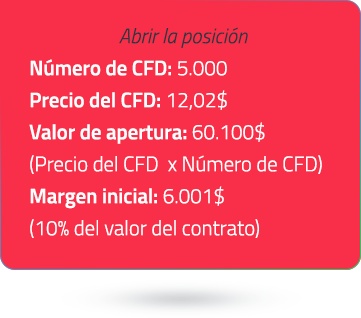 Abrir la posición
Número de CFD: 5.000
Precio del CFD: 12,02$
Valor de apertura: 60.100$
(Precio del CFD x Número de CFD)
Margen inicial: 6.001$
(10% del valor del contrato)